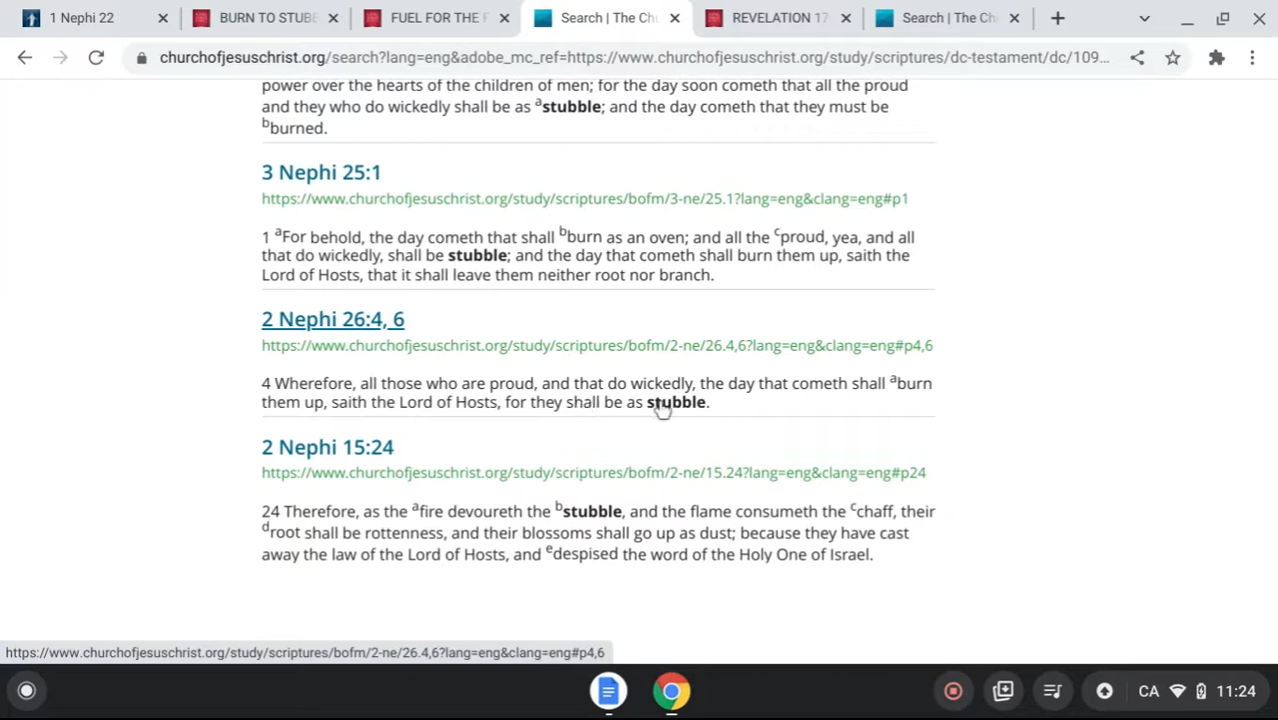 1 Nephi 22
BURN TO STUBB
FUEL FOR THE F
Search | The Chu
REVELATION 17
Search | The Ch
churchofjesuschrist.org/search?lang=eng&adobe_mc_ref=https://www.churchofjesuschrist.org/study/scriptures/dc-testament/dc/109...
power over the hearts of the children of men; for the day soon cometh that all the proud
and they who do wickedly shall be as astubble; and the day cometh that they must be
bburned.
3 Nephi 25:1
https://www.churchofjesuschrist.org/study/scriptures/bofm/3-ne/25.1?lang=eng&clang=eng#p1
1 aFor behold, the day cometh that shall bburn as an oven; and all the cproud, yea, and all
that do wickedly, shall be stubble; and the day that cometh shall burn them up, saith the
Lord of Hosts, that it shall leave them neither root nor branch.
2 Nephi 26:4, 6
https://www.churchofjesuschrist.org/study/scriptures/bofm/2-ne/26.4,6?lang=eng&clang=eng#p4,6
4 Wherefore, all those who are proud, and that do wickedly, the day that cometh shall aburn
them up, saith the Lord of Hosts, for they shall be as stubble.
2 Nephi 15:24
https://www.churchofjesuschrist.org/study/scriptures/bofm/2-ne/15.24?lang=eng&clang=eng#p24
24 Therefore, as the afire devoureth the bstubble, and the flame consumeth the cchaff, their
droot shall be rottenness, and their blossoms shall go up as dust; because they have cast
away the law of the Lord of Hosts, and edespised the word of the Holy One of Israel.
https://www.churchofjesuschrist.org/study/scriptures/bofm/2-ne/26.4,6?lang=eng&clang=eng#p4,6
CA 11:24